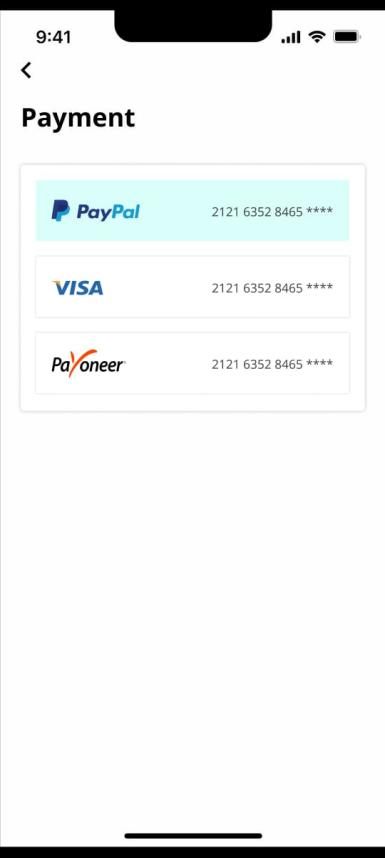 9:41
Payment
PayPal 2121 6352 8465 ****
VISA 2121 6352 8465 ****
Payoneer 2121 6352 8465 ****